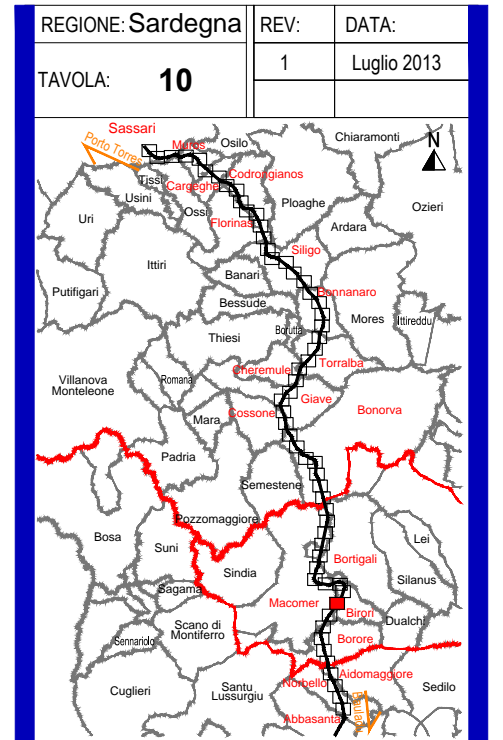 REGIONE: Sardegna
REV:
DATA:
TAVOLA: 10
1
Luglio 2013
Sassari
Porto Torres
Muros
Osilo
Chiaramonti
N
Tissi
Cargeghe
Codrongianos
Usini
Ossi
Ploaghe
Ozieri
Uri
Florinas
Ardara
Siligo
Ittiri
Banari
Putifigari
Bessude
Bonnanaro
Mores
Ittireddu
Thiesi
Borutta
Torralba
Cheremule
Romana
Villanova
Monteleone
Giave
Bonorva
Cossone
Mara
Padria
Semestene
Pozzomaggiore
Bosa
Suni
Lei
Bortigali
Sindia
Silanus
Sagama
Macomer
Birori
Dualchi
Scano di
Montiferro
Sennariolo
Borore
Aidomaggiore
Norbello
Sedilo
Cuglieri
Santu
Lussurgiu
Abbasanta